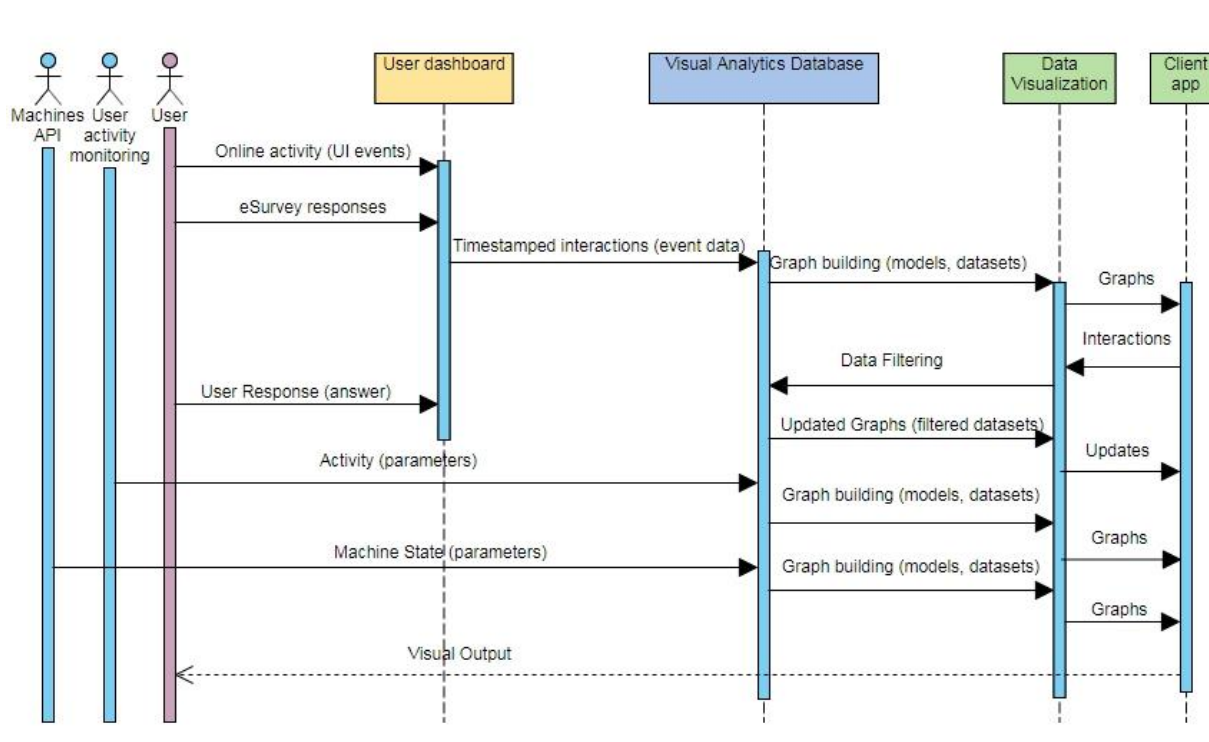 User dashboard
Visual Analytics Database
Data
Visualization
Client
app
Machines
API
User
activity
monitoring
User
Online activity (UI events)
eSurvey responses
Timestamped interactions (event data)
Graph building (models, datasets)
Graphs
Interactions
Data Filtering
User Response (answer)
Updated Graphs (filtered datasets)
Updates
Activity (parameters)
Graph building (models, datasets)
Graphs
Machine State (parameters)
Graph building (models, datasets)
Graphs
Visual Output